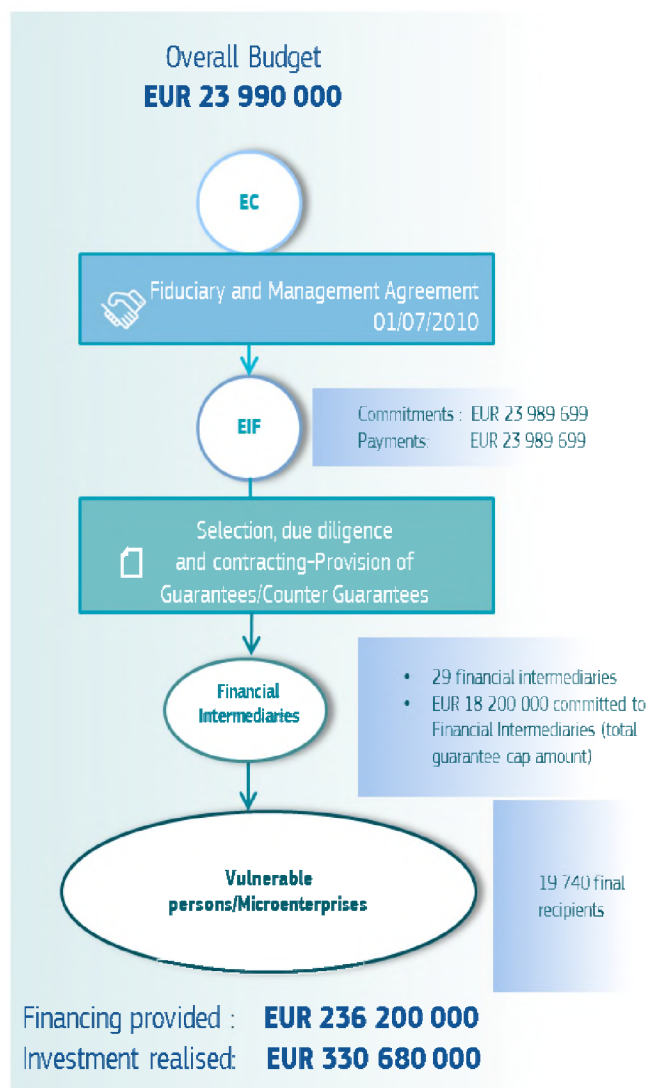 Overall Budget
EUR 23 990 000
EC
Fiduciary and Management Agreement
01/07/2010
EIF
Commitments : EUR 23 989 699
Payments: EUR 23 989 699
Selection, due diligence
and contracting-Provision of
Guarantees/Counter Guarantees
Financial
Intermediaries
• 29 financial intermediaries
• EUR 18 200 000 committed to
Financial Intermediaries (total
guarantee cap amount)
Vulnerable
persons/Microenterprises
19 740 final
recipients
Financing provided : EUR 236 200 000
Investment realised: EUR 330 680 000